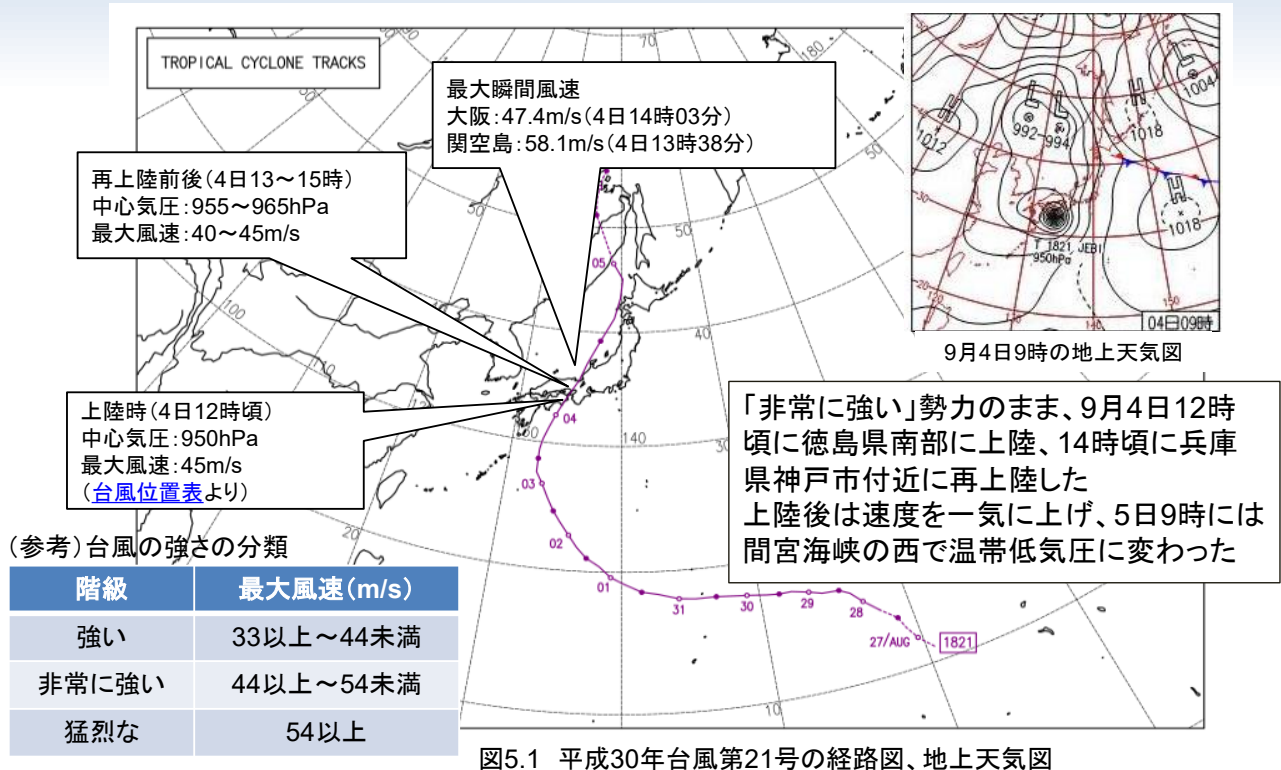 TROPICAL CYCLONE TRACKS
最大瞬間風速
大阪:47.4m/s(4日14時03分)
関空島:58.1m/s(4日13時38分)
再上陸前後(4日13~15時)
中心気圧:955~965hPa
最大風速:40~45m/s
上陸時(4日12時頃)
中心気圧:950hPa
最大風速:45m/s
(台風位置表より)
70
180
50
50
50
40
140
100
110
20
10
05
04
03
02
01
31
30
29
28
27/AUG
1821
H
1012
L
992
L
994
H
1018
L
1004
H
1018
T 1821 JEBI
950hPa
140
150
04日09時
9月4日9時の地上天気図
「非常に強い」勢力のまま、9月4日12時
頃に徳島県南部に上陸、14時頃に兵庫
県神戸市付近に再上陸した
上陸後は速度を一気に上げ、5日9時には
間宮海峡の西で温帯低気圧に変わった
(参考)台風の強さの分類
階級 最大風速(m/s)
強い 33以上~44未満
非常に強い 44以上~54未満
猛烈な 54以上
図5.1 平成30年台風第21号の経路図、地上天気図